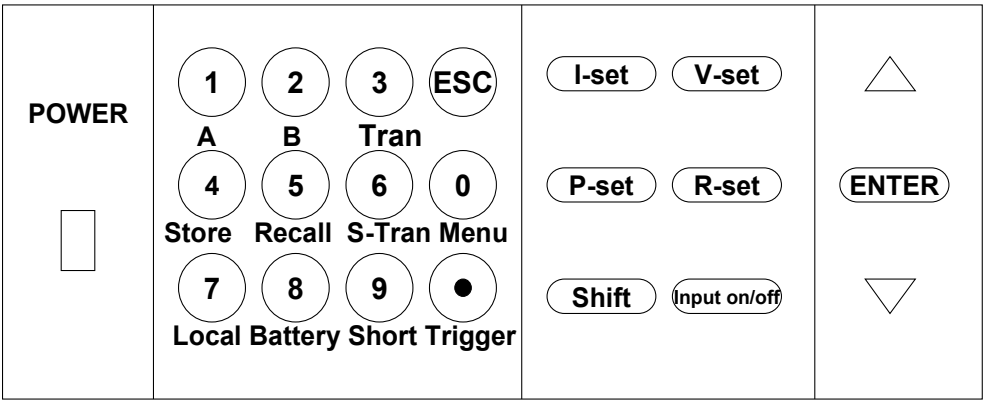 POWER
1 2 3 ESC
A B Tran
4 5 6 0
Store Recall S-Tran Menu
7 8 9 •
Local Battery Short Trigger
I-set V-set
P-set R-set
Shift Input on/off
ENTER